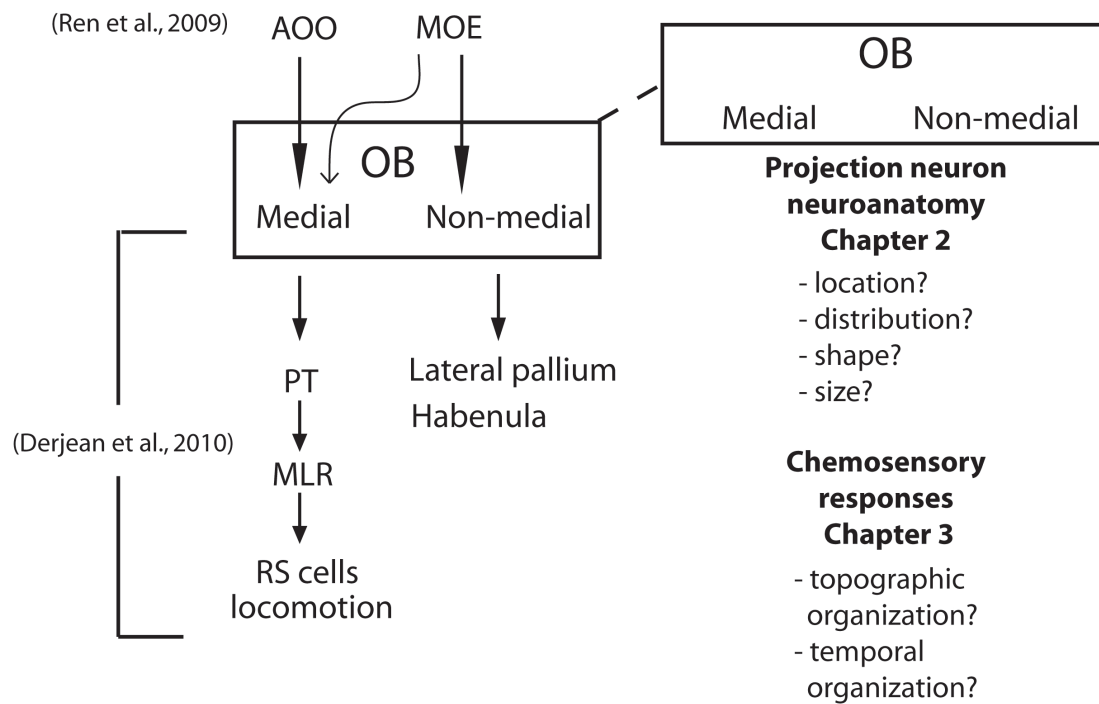 (Ren et al., 2009)
AOO
MOE
OB
Medial
Non-medial
PT
MLR
RS cells
locomotion
Lateral pallium
Habenula
(Derjean et al., 2010)
OB
Medial
Non-medial
Projection neuron
neuroanatomy
Chapter 2
- location?
- distribution?
- shape?
- size?
Chemosensory
responses
Chapter 3
- topographic
organization?
- temporal
organization?